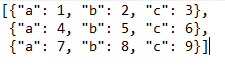 [{"a": 1, "b": 2, "c": 3},
 {"a": 4, "b": 5, "c": 6},
 {"a": 7, "b": 8, "c": 9}]